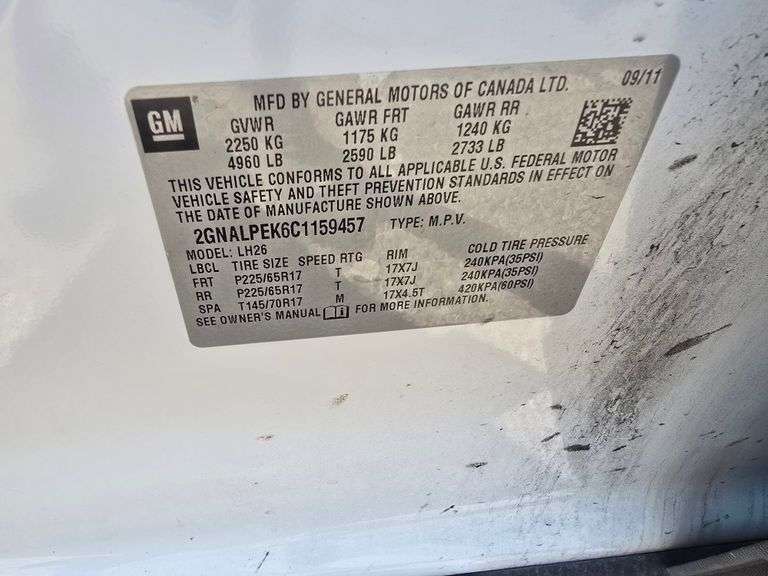 GM
MFD BY GENERAL MOTORS OF CANADA LTD. 09/11
GVWR GAWR FRT GAWR RR
2250 KG 1175 KG 1240 KG
4960 LB 2590 LB 2733 LB
THIS VEHICLE CONFORMS TO ALL APPLICABLE U.S. FEDERAL MOTOR
VEHICLE SAFETY AND THEFT PREVENTION STANDARDS IN EFFECT ON
THE DATE OF MANUFACTURE SHOWN ABOVE.
2GNALPEK6C1159457 TYPE: M.P.V.
MODEL: LH26
LBCL TIRE SIZE SPEED RTG RIM COLD TIRE PRESSURE
FRT P225/65R17 T 17X7J 240KPA(35PSI)
RR P225/65R17 T 17X7J 240KPA(35PSI)
SPA T145/70R17 M 17X4.5T 420KPA(60PSI)
SEE OWNER'S MANUAL FOR MORE INFORMATION.